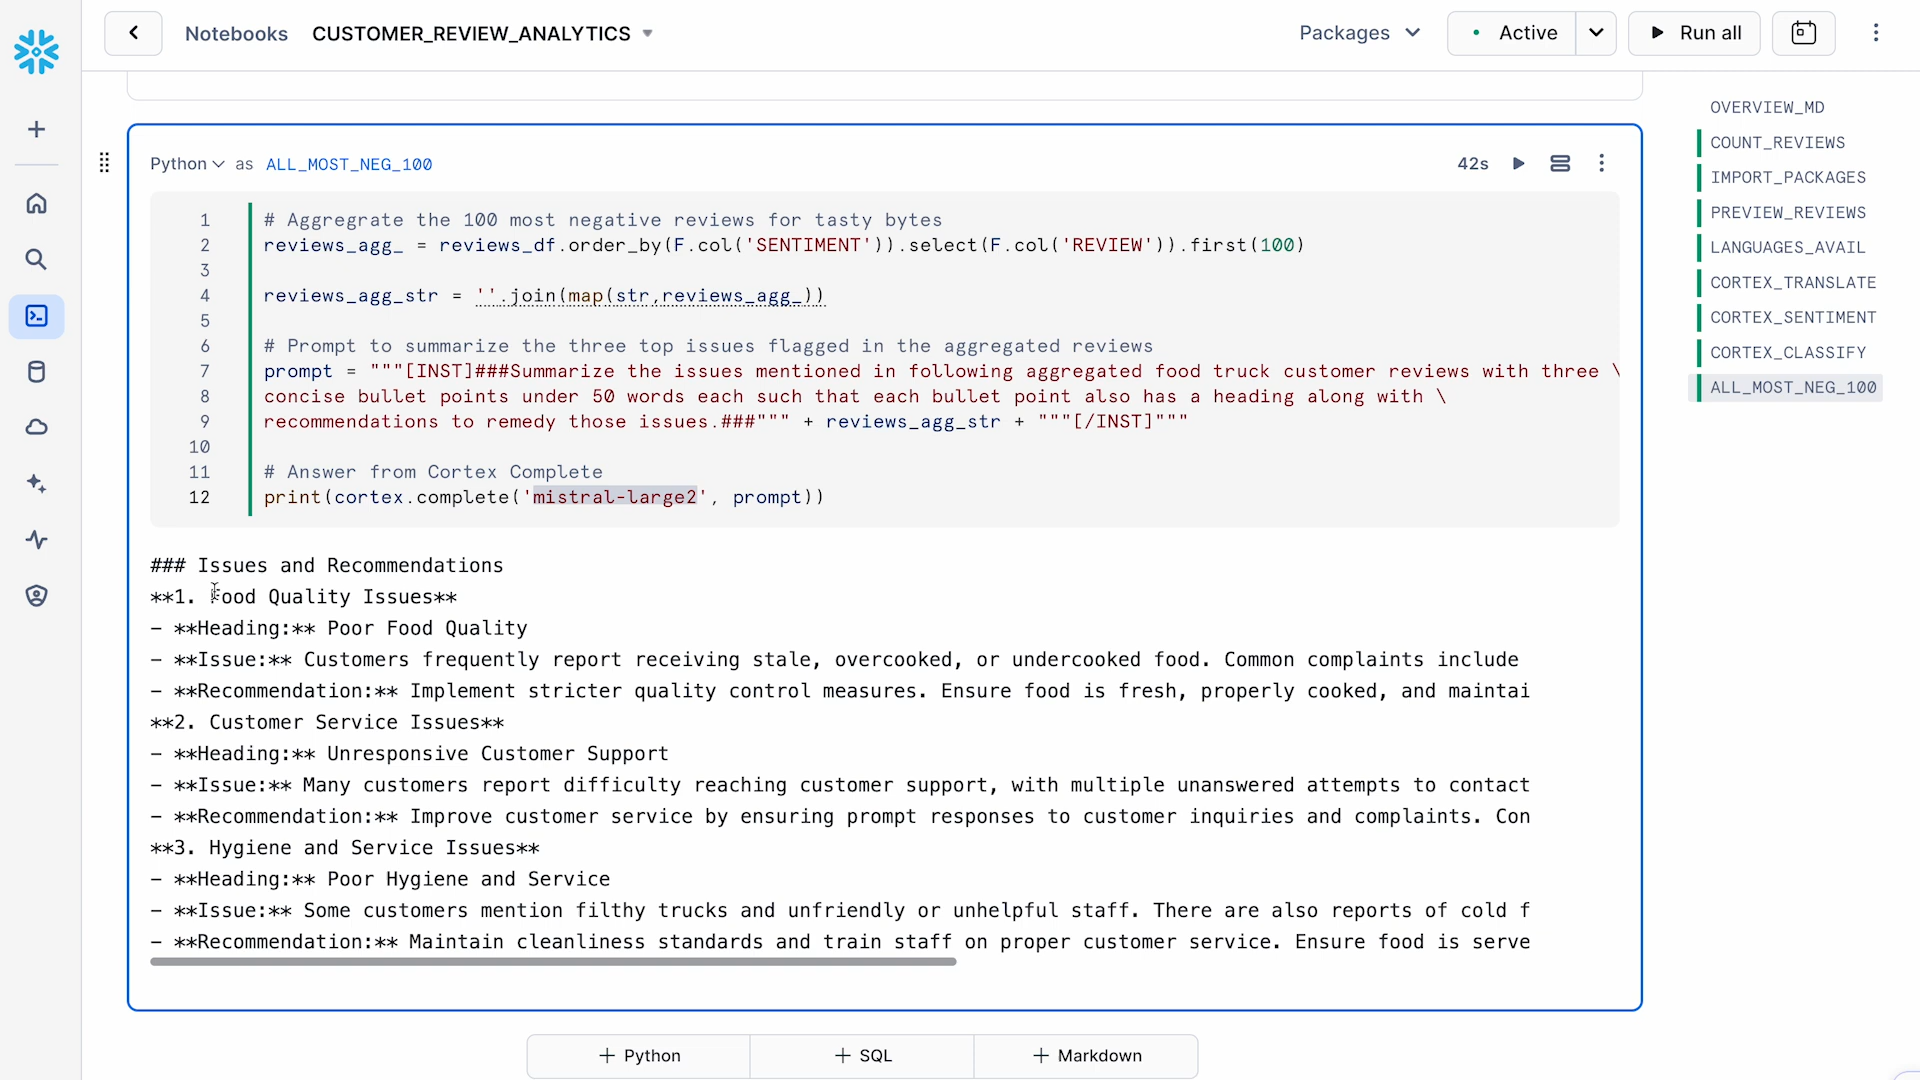 Notebooks CUSTOMER_REVIEW_ANALYTICS
Packages
Active
Run all
Python as ALL_MOST_NEG_100
42s
1 # Aggregrate the 100 most negative reviews for tasty bytes
2 reviews_agg_ = reviews_df.order_by(F.col('SENTIMENT')).select(F.col('REVIEW')).first(100)
3
4 reviews_agg_str = ''.join(map(str,reviews_agg_))
5
6 # Prompt to summarize the three top issues flagged in the aggregated reviews
7 prompt = """[INST]###Summarize the issues mentioned in following aggregated food truck customer reviews with three \
8 concise bullet points under 50 words each such that each bullet point also has a heading along with \
9 recommendations to remedy those issues.###""" + reviews_agg_str + """[/INST]"""
10
11 # Answer from Cortex Complete
12 print(cortex.complete('mistral-large2', prompt))
### Issues and Recommendations
**1. Food Quality Issues**
- **Heading:** Poor Food Quality
- **Issue:** Customers frequently report receiving stale, overcooked, or undercooked food. Common complaints include
- **Recommendation:** Implement stricter quality control measures. Ensure food is fresh, properly cooked, and maintai
**2. Customer Service Issues**
- **Heading:** Unresponsive Customer Support
- **Issue:** Many customers report difficulty reaching customer support, with multiple unanswered attempts to contact
- **Recommendation:** Improve customer service by ensuring prompt responses to customer inquiries and complaints. Con
**3. Hygiene and Service Issues**
- **Heading:** Poor Hygiene and Service
- **Issue:** Some customers mention filthy trucks and unfriendly or unhelpful staff. There are also reports of cold f
- **Recommendation:** Maintain cleanliness standards and train staff on proper customer service. Ensure food is serve
+ Python
+ SQL
+ Markdown
OVERVIEW_MD
COUNT_REVIEWS
IMPORT_PACKAGES
PREVIEW_REVIEWS
LANGUAGES_AVAIL
CORTEX_TRANSLATE
CORTEX_SENTIMENT
CORTEX_CLASSIFY
ALL_MOST_NEG_100